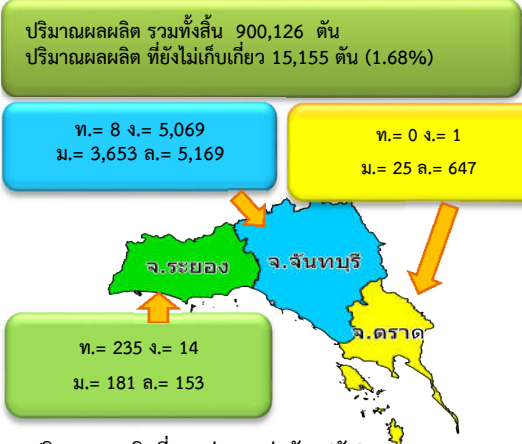 ปริมาณผลผลิต รวมทั้งสิ้น 900,126 ตัน
ปริมาณผลผลิต ที่ยังไม่เก็บเกี่ยว 15,155 ตัน (1.68%)
ท.= 8 ง.= 5,069
ม.= 3,653 ล.= 5,169
ท.= 0 ง.= 1
ม.= 25 ล.= 647
จ.ระยอง
จ.จันทบุรี
จ.ตราด
ท.= 235 ง.= 14
ม.= 181 ล.= 153